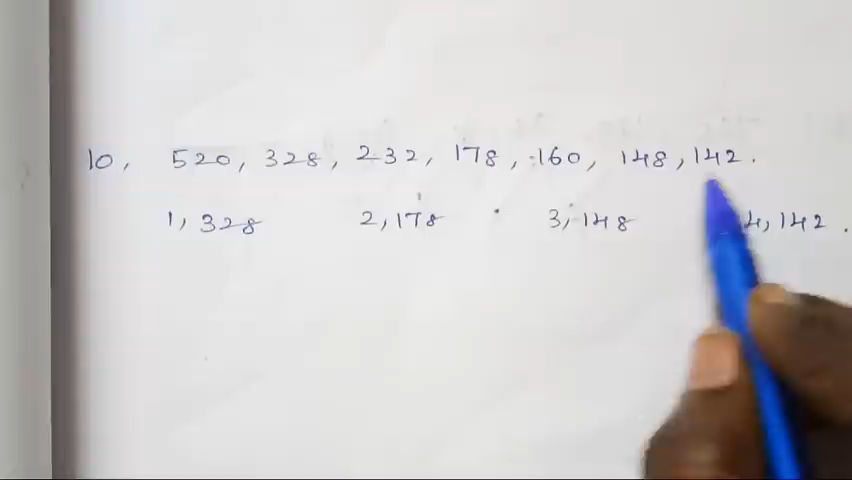 10, 520, 328, 232, 178, 160, 148, 142.
1, 328 2, 178 3, 148 4, 142.